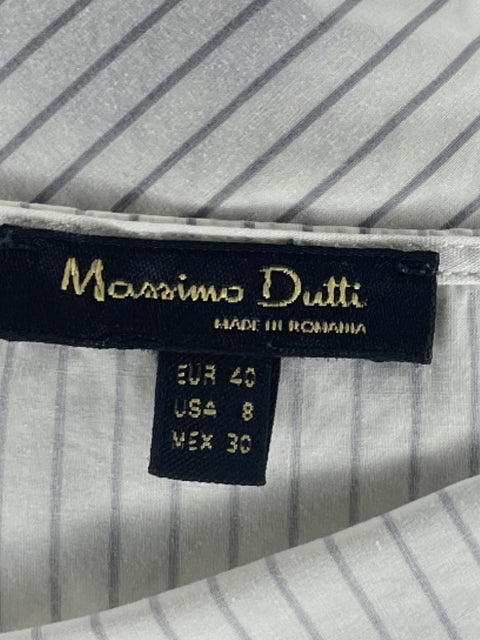 Massimo Dutti
MADE IN ROMANIA
EUR 40
USA 8
MEX 30